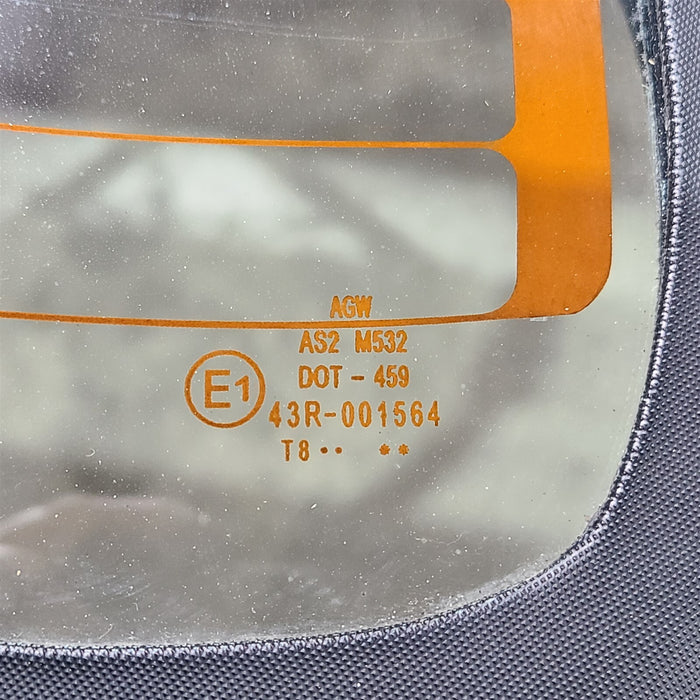 AGW
AS2 M532
DOT - 459
E1 43R-001564
T8·· **